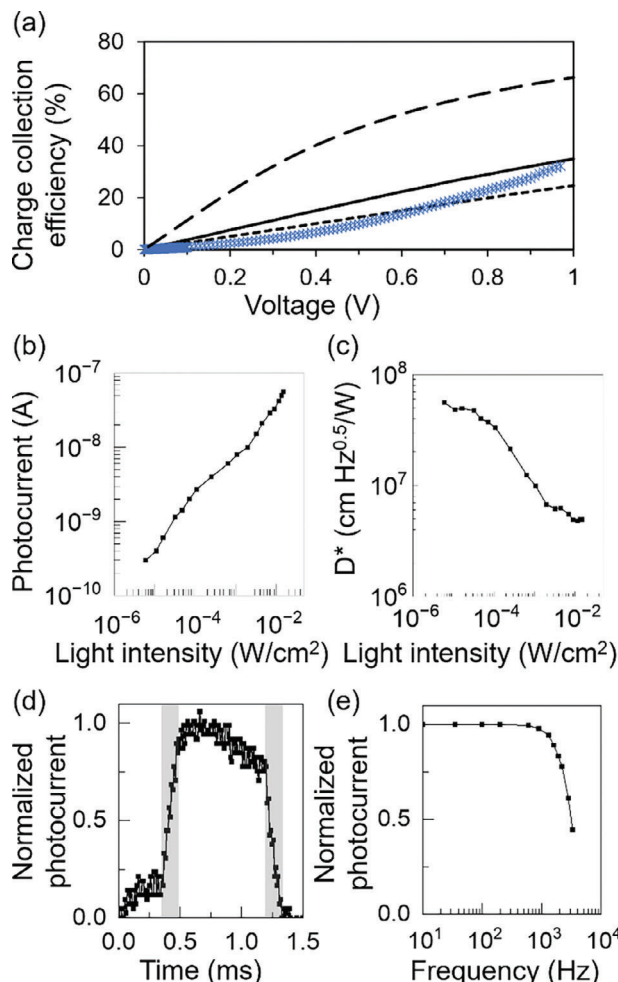 (a)
Charge collection
efficiency (%)
80
60
40
20
0
0 0.2 0.4 0.6 0.8 1
Voltage (V)
(b)
Photocurrent (A)
10⁻⁷
10⁻⁸
10⁻⁹
10⁻¹⁰
10⁻⁶ 10⁻⁴ 10⁻²
Light intensity (W/cm²)
(c)
D* (cm Hz⁰·⁵/W)
10⁸
10⁷
10⁶
10⁻⁶ 10⁻⁴ 10⁻²
Light intensity (W/cm²)
(d)
Normalized
photocurrent
1.0
0.5
0.0
0.0 0.5 1.0 1.5
Time (ms)
(e)
Normalized
photocurrent
1.0
0.5
0.0
10¹ 10² 10³ 10⁴
Frequency (Hz)